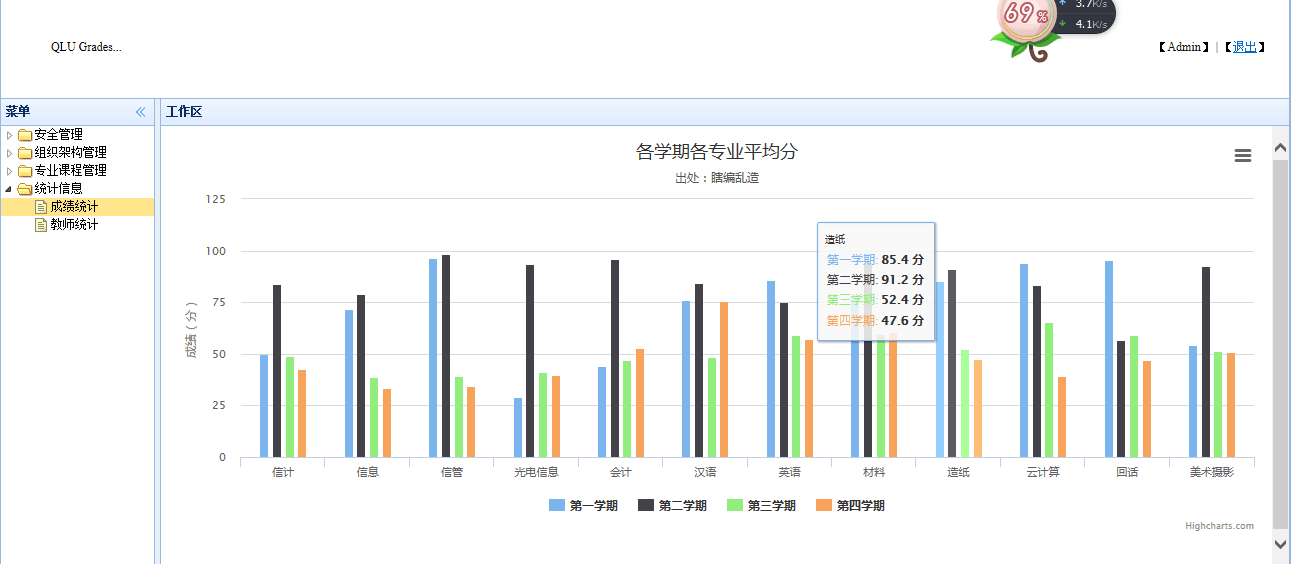 69%
3.7K/s
4.1K/s
QLU Grades...
【Admin】 | 【退出】
菜单
工作区
安全管理
组织架构管理
专业课程管理
统计信息
成绩统计
教师统计
各学期各专业平均分
出处：瞎编乱造
成绩（分）
125
100
75
50
25
0
造纸
第一学期: 85.4 分
第二学期: 91.2 分
第三学期: 52.4 分
第四学期: 47.6 分
信计 信息 信管 光电信息 会计 汉语 英语 材料 造纸 云计算 回话 美术摄影
第一学期 第二学期 第三学期 第四学期
Highcharts.com